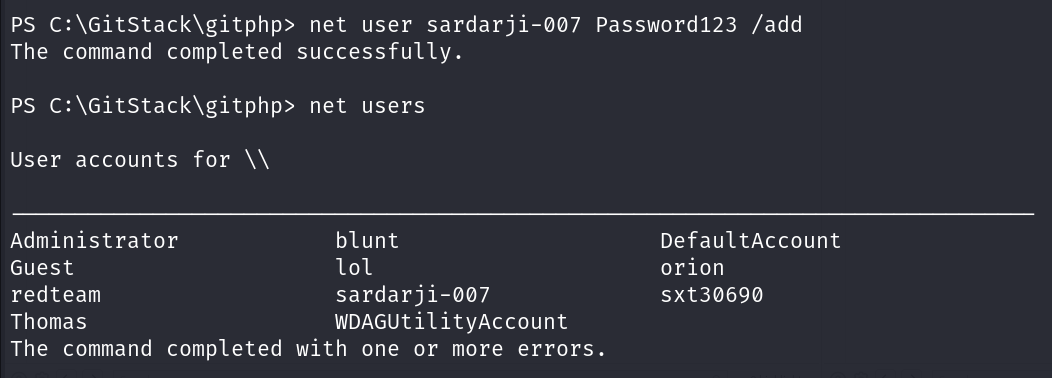 PS C:\GitStack\gitphp> net user sardarji-007 Password123 /add
The command completed successfully.
PS C:\GitStack\gitphp> net users
User accounts for \\
Administrator blunt DefaultAccount
Guest lol orion
redteam sardarji-007 sxt30690
Thomas WDAGUtilityAccount
The command completed with one or more errors.